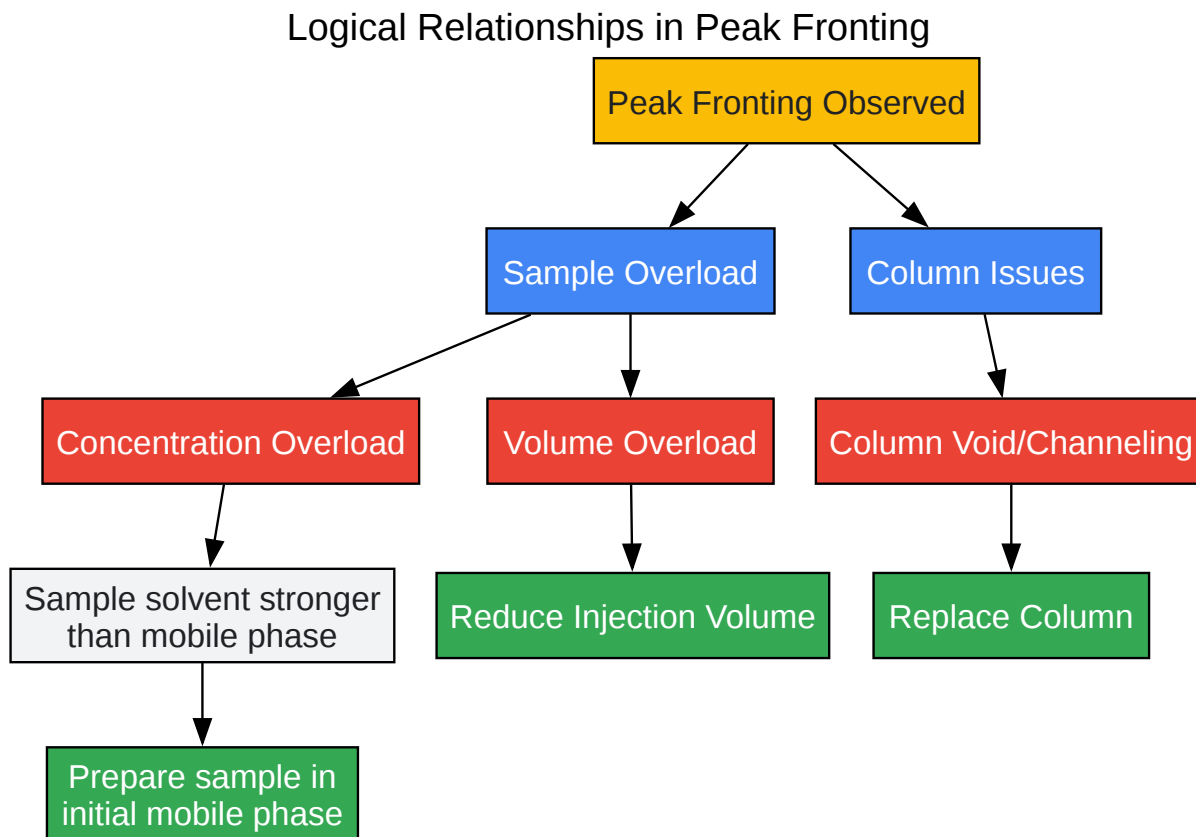 Logical Relationships in Peak Fronting
Peak Fronting Observed
Sample Overload
Column Issues
Concentration Overload
Volume Overload
Column Void/Channeling
Sample solvent stronger
than mobile phase
Reduce Injection Volume
Replace Column
Prepare sample in
initial mobile phase